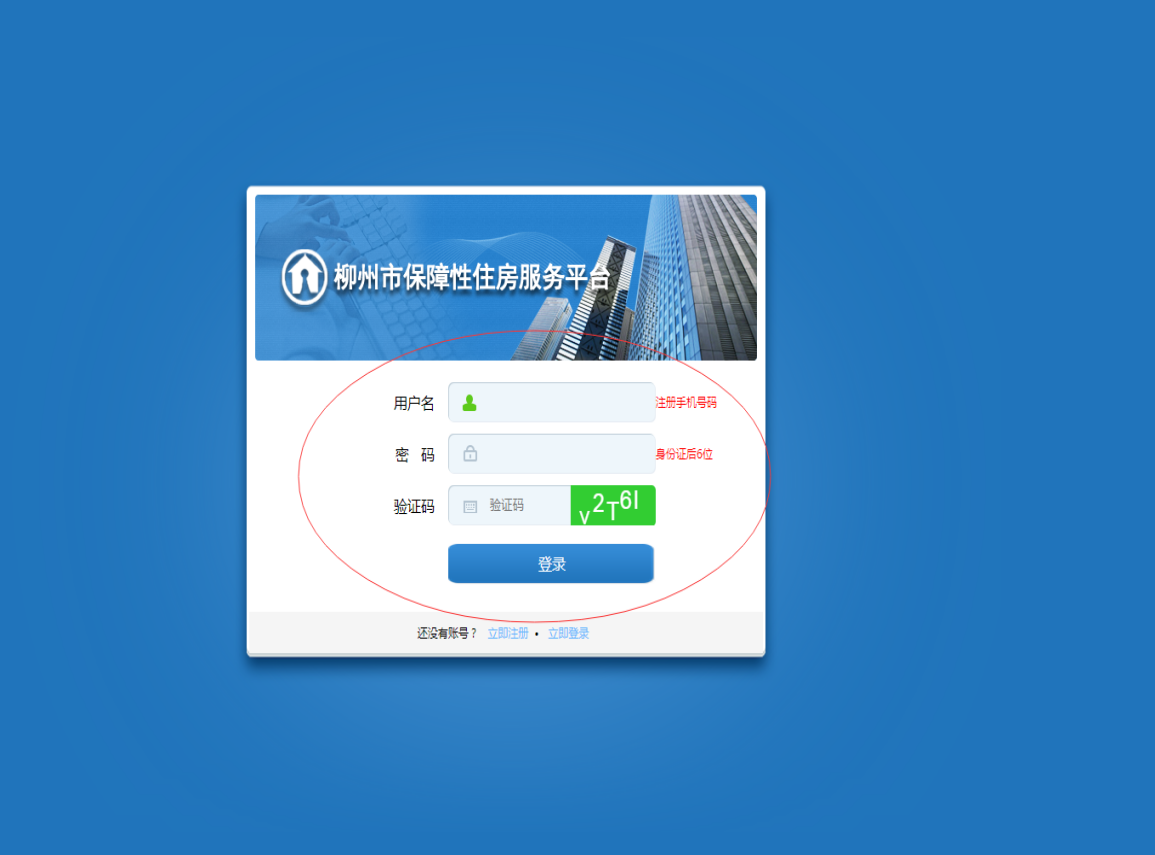 柳州市保障性住房服务平台
用户名 注册手机号码
密 码 身份证后6位
验证码 验证码 v2T6l
登录
还没有账号？ 立即注册 • 立即登录